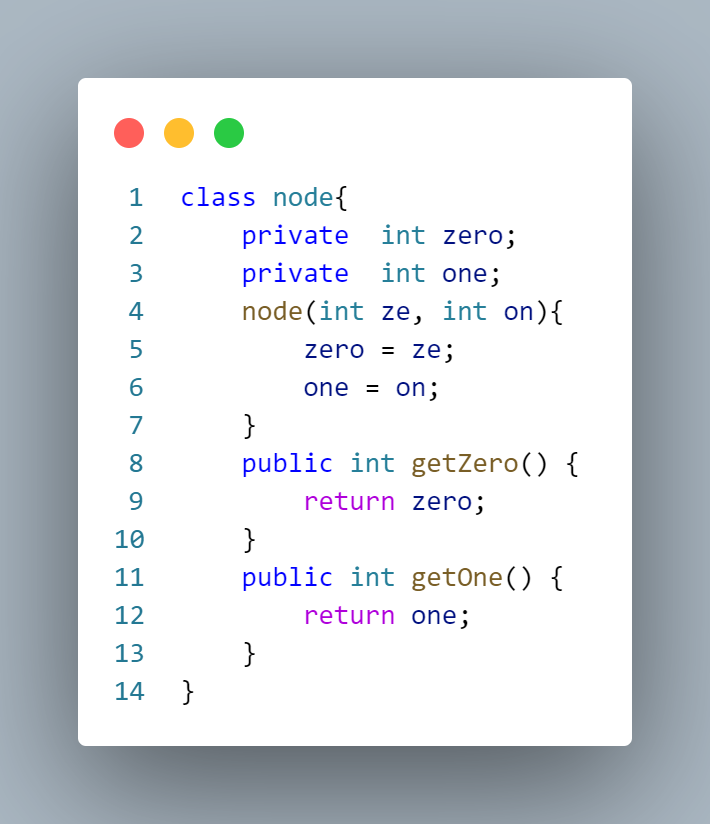 1 class node{
2     private  int zero;
3     private  int one;
4     node(int ze, int on){
5         zero = ze;
6         one = on;
7     }
8     public int getZero() {
9         return zero;
10     }
11     public int getOne() {
12         return one;
13     }
14 }